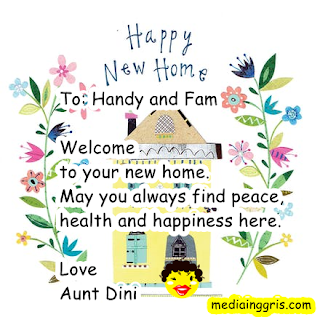 Happy
New Home
To: Handy and Fam
Welcome
to your new home.
May you always find peace,
health and happiness here.
Love
Aunt Dini
mediainggris.com